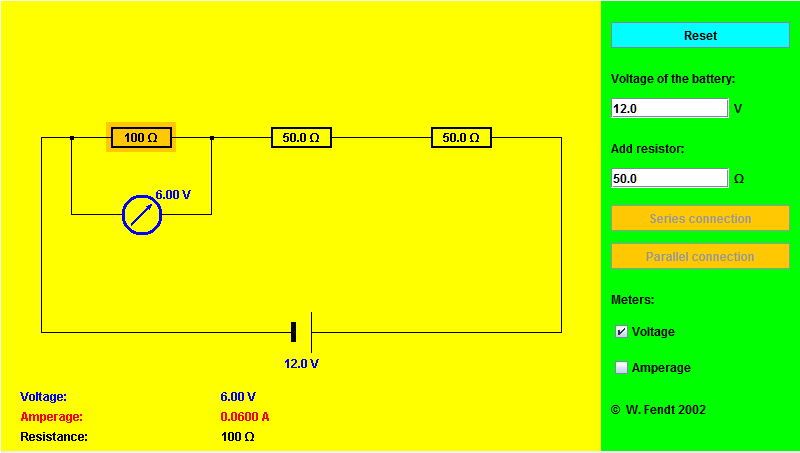 100 Ω
50.0 Ω
50.0 Ω
6.00 V
12.0 V
Voltage: 6.00 V
Amperage: 0.0600 A
Resistance: 100 Ω
Reset
Voltage of the battery:
12.0 V
Add resistor:
50.0 Ω
Series connection
Parallel connection
Meters:
Voltage
Amperage
© W. Fendt 2002